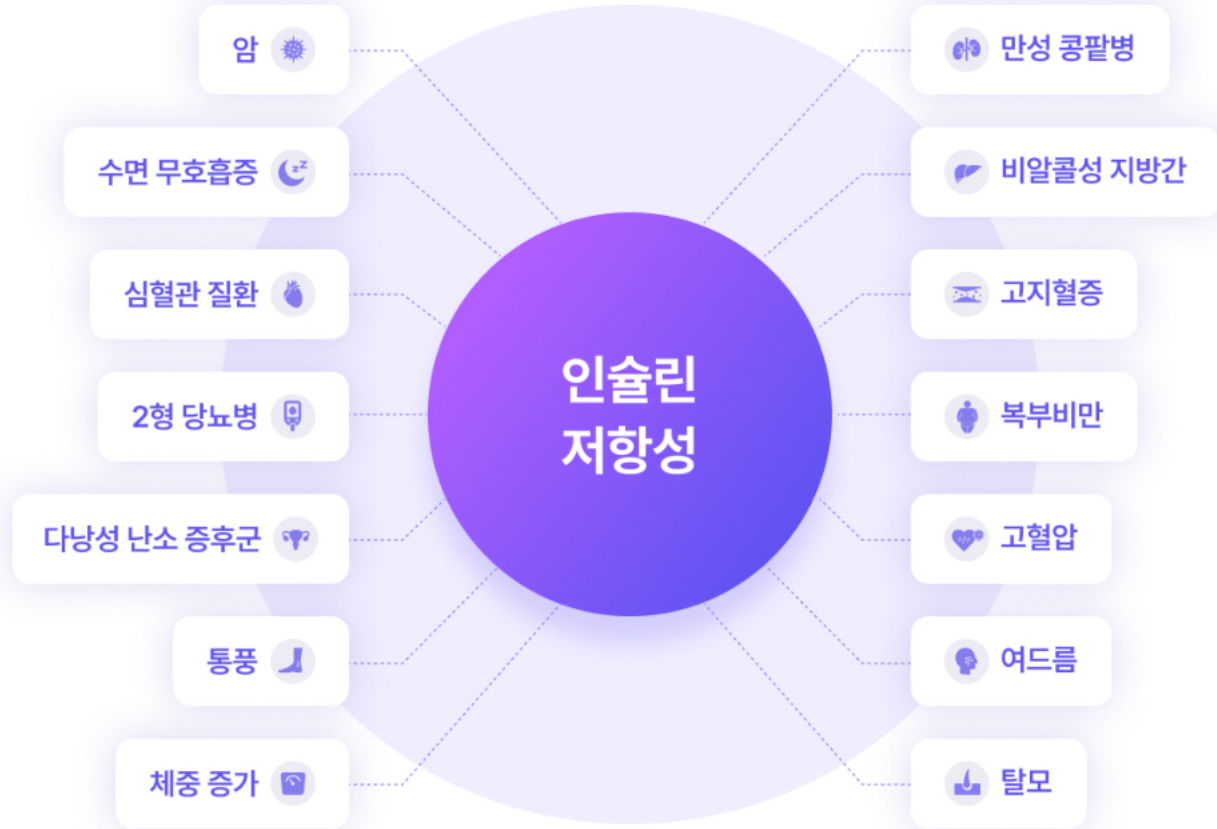 암
수면 무호흡증
심혈관 질환
2형 당뇨병
다낭성 난소 증후군
통풍
체중 증가
인슐린
저항성
만성 콩팥병
비알콜성 지방간
고지혈증
복부비만
고혈압
여드름
탈모